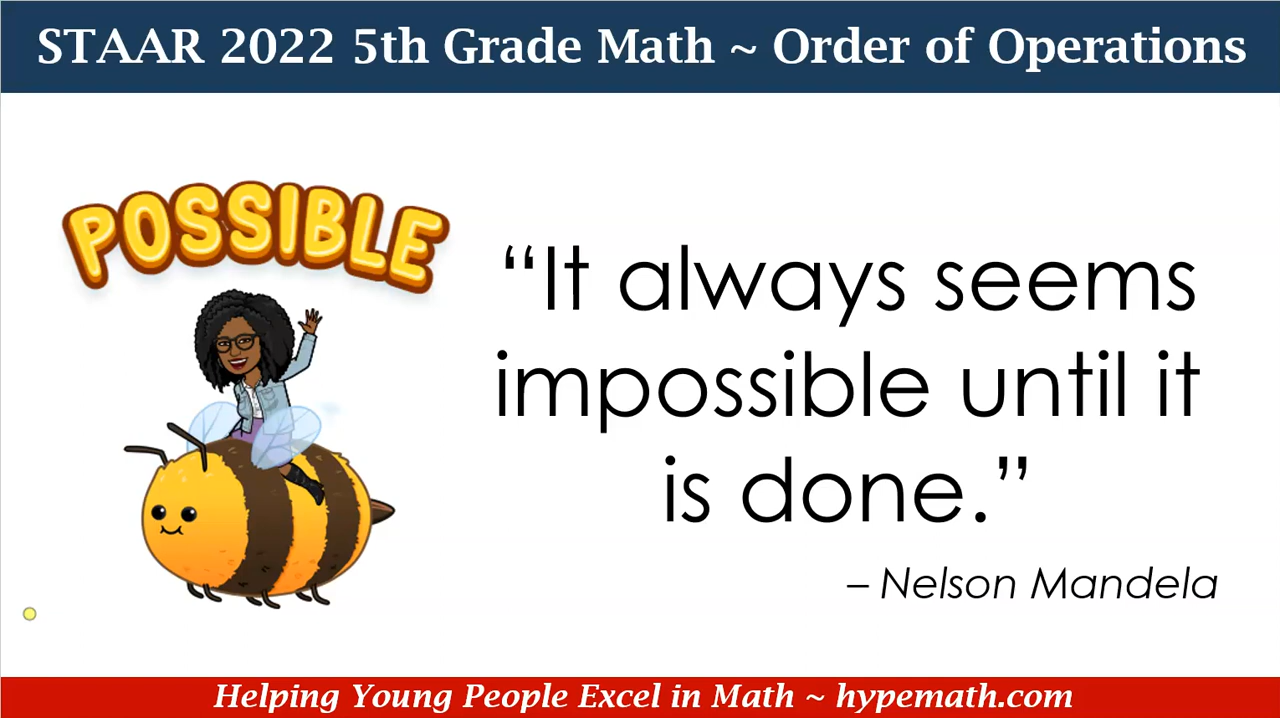 STAAR 2022 5th Grade Math ~ Order of Operations
POSSIBLE
“It always seems
impossible until it
is done.”
– Nelson Mandela
Helping Young People Excel in Math ~ hypemath.com